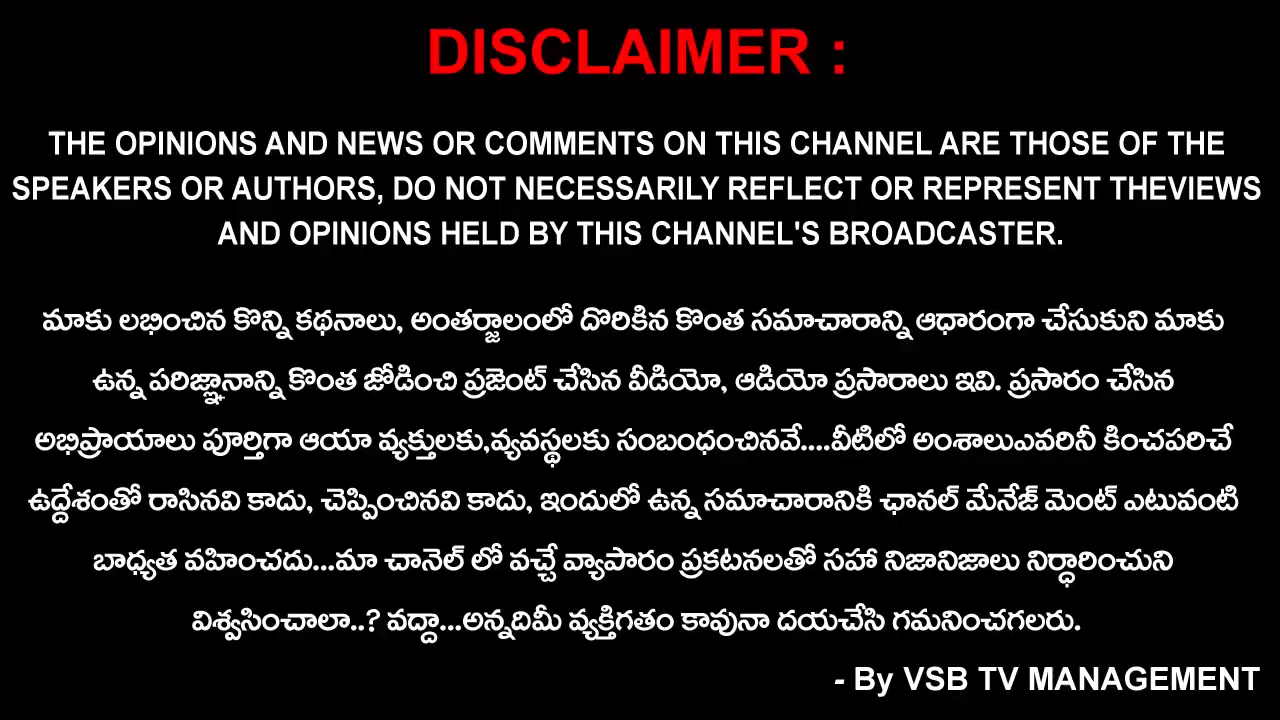 DISCLAIMER :
THE OPINIONS AND NEWS OR COMMENTS ON THIS CHANNEL ARE THOSE OF THE
SPEAKERS OR AUTHORS, DO NOT NECESSARILY REFLECT OR REPRESENT THEVIEWS
AND OPINIONS HELD BY THIS CHANNEL'S BROADCASTER.
మాకు లభించిన కొన్ని కథనాలు, అంతర్జాలంలో దొరికిన కొంత సమాచారాన్ని ఆధారంగా చేసుకుని మాకు
ఉన్న పరిజ్ఞానాన్ని కొంత జోడించి ప్రజెంట్ చేసిన వీడియో, ఆడియో ప్రసారాలు ఇవి. ప్రసారం చేసిన
అభిప్రాయాలు పూర్తిగా ఆయా వ్యక్తులకు,వ్యవస్థలకు సంబంధంచినవే....వీటిలో అంశాలుఎవరినీ కించపరిచే
ఉద్దేశంతో రాసినవి కాదు, చెప్పించినవి కాదు, ఇందులో ఉన్న సమాచారానికి ఛానల్ మేనేజ్ మెంట్ ఎటువంటి
బాధ్యత వహించదు...మా చానెల్ లో వచ్చే వ్యాపారం ప్రకటనలతో సహా నిజానిజాలు నిర్ధారించుని
విశ్వసించాలా..? వద్దా...అన్నదిమీ వ్యక్తిగతం కావునా దయచేసి గమనించగలరు.
- By VSB TV MANAGEMENT